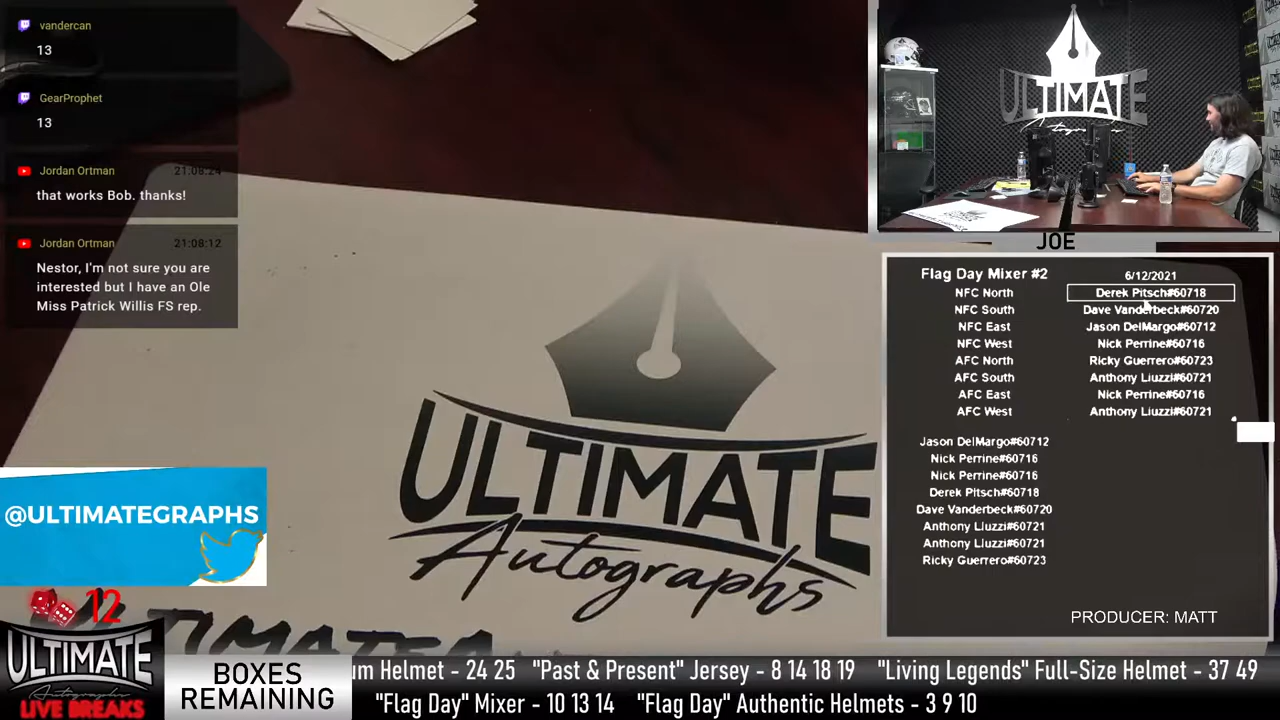 vandercan
13
GearProphet
13
Jordan Ortman 21:08:24
that works Bob. thanks!
Jordan Ortman 21:08:12
Nestor, I'm not sure you are
interested but I have an Ole
Miss Patrick Willis FS rep.
ULTIMATE
Autographs
ULTIMATE
Autographs
@ULTIMATEGRAPHS
12
ULTIMATE
Autographs
LIVE BREAKS
JOE
Flag Day Mixer #2 6/12/2021
NFC North Derek Pitsch#60718
NFC South Dave Vanderbeck#60720
NFC East Jason DelMargo#60712
NFC West Nick Perrine#60716
AFC North Ricky Guerrero#60723
AFC South Anthony Liuzzi#60721
AFC East Nick Perrine#60716
AFC West Anthony Liuzzi#60721
Jason DelMargo#60712
Nick Perrine#60716
Nick Perrine#60716
Derek Pitsch#60718
Dave Vanderbeck#60720
Anthony Liuzzi#60721
Anthony Liuzzi#60721
Ricky Guerrero#60723
PRODUCER: MATT
BOXES
REMAINING
um Helmet - 24 25 "Past & Present" Jersey - 8 14 18 19 "Living Legends" Full-Size Helmet - 37 49
"Flag Day" Mixer - 10 13 14 "Flag Day" Authentic Helmets - 3 9 10